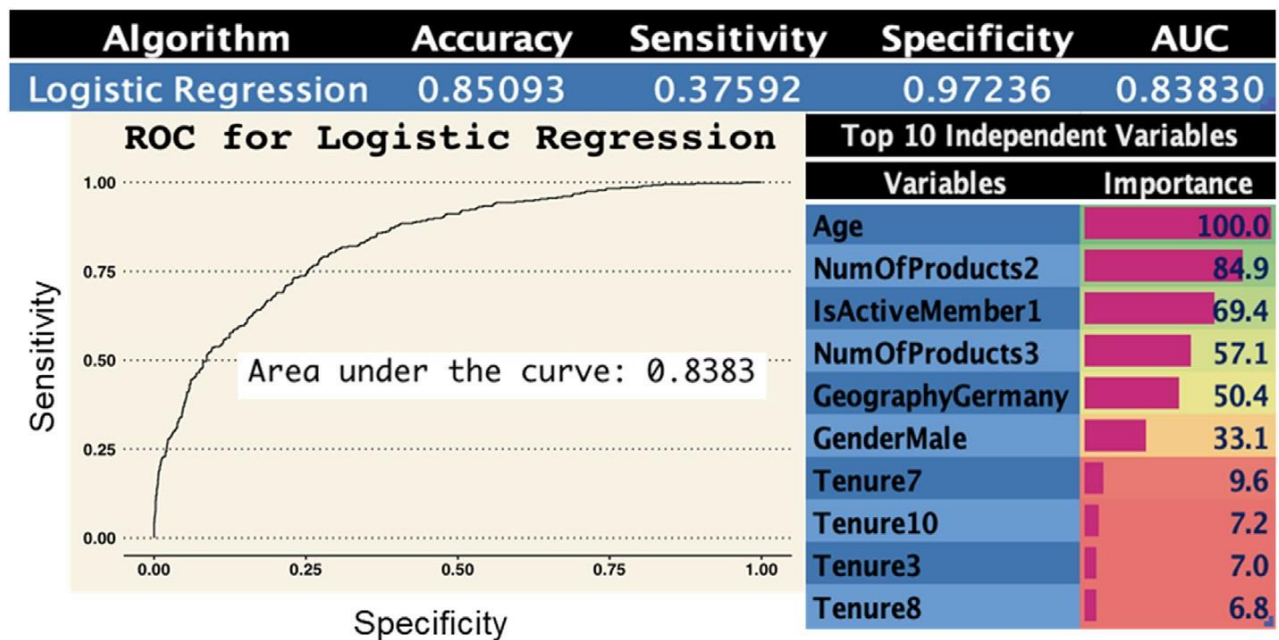 Algorithm Accuracy Sensitivity Specificity AUC
Logistic Regression 0.85093 0.37592 0.97236 0.83830
ROC for Logistic Regression
1.00
0.75
0.50
0.25
0.00
Sensitivity
Area under the curve: 0.8383
0.00 0.25 0.50 0.75 1.00
Specificity
Top 10 Independent Variables
Variables Importance
Age 100.0
NumOfProducts2 84.9
IsActiveMember1 69.4
NumOfProducts3 57.1
GeographyGermany 50.4
GenderMale 33.1
Tenure7 9.6
Tenure10 7.2
Tenure3 7.0
Tenure8 6.8